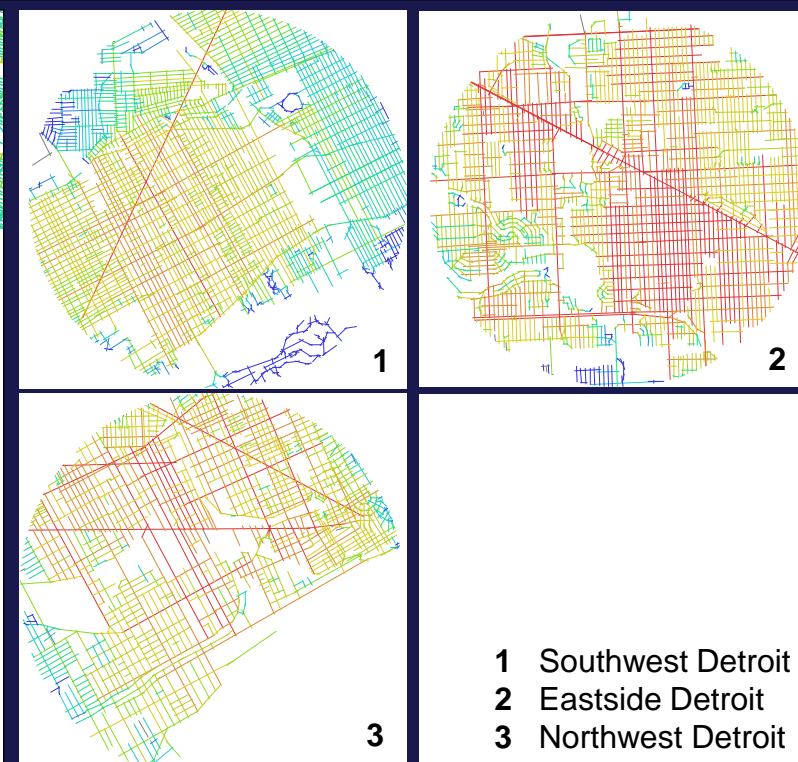 1
2
3
1 Southwest Detroit
2 Eastside Detroit
3 Northwest Detroit